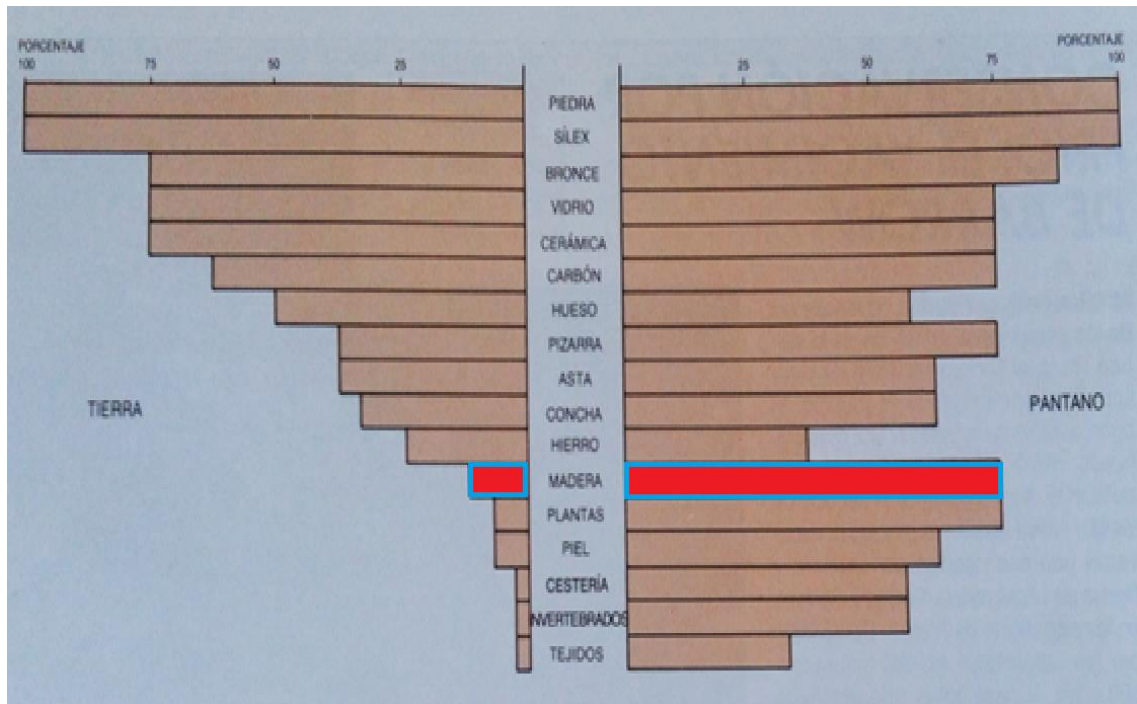 PORCENTAJE
100 75 50 25
PORCENTAJE
25 50 75 100
PIEDRA
SÍLEX
BRONCE
VIDRIO
CERÁMICA
CARBÓN
HUESO
PIZARRA
ASTA
CONCHA
HIERRO
MADERA
PLANTAS
PIEL
CESTERÍA
INVERTEBRADOS
TEJIDOS
TIERRA
PANTANO